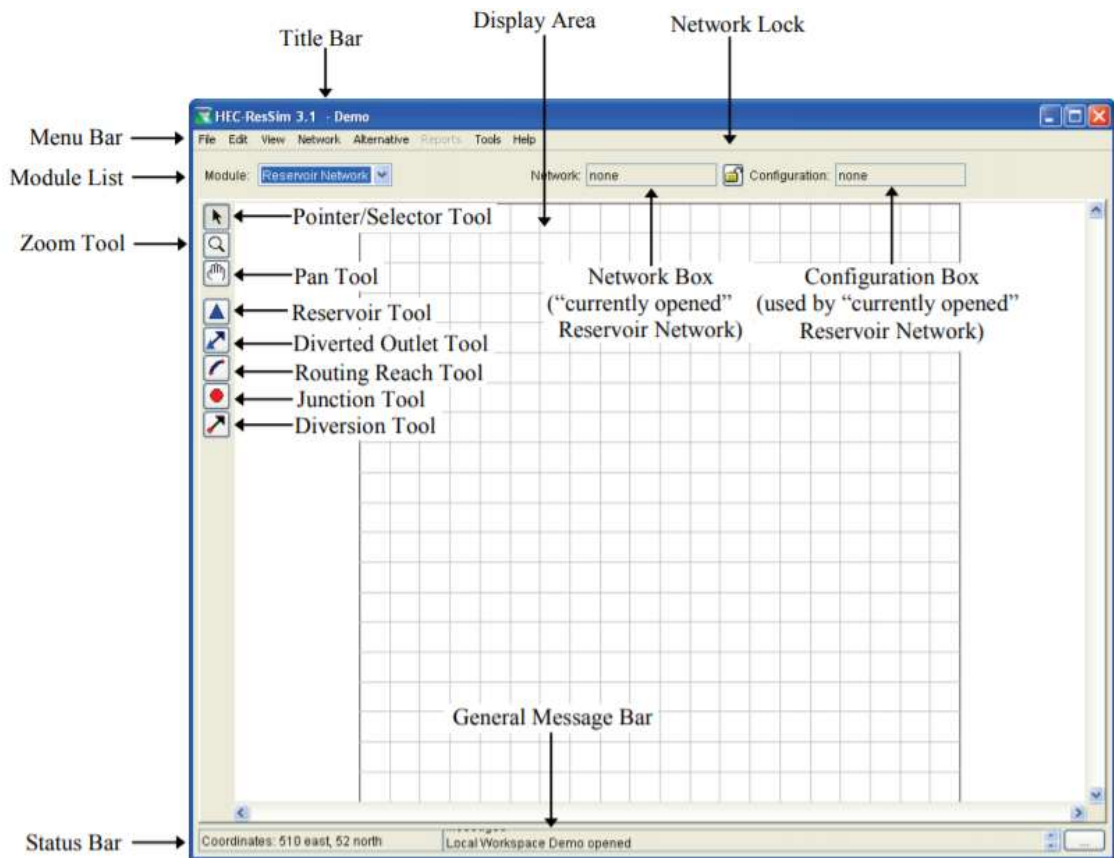 Display Area
Network Lock
Title Bar
HEC-ResSim 3.1 - Demo
Menu Bar
File Edit View Network Alternative Reports Tools Help
Module List
Module: Reservoir Network
Network: none
Configuration: none
Pointer/Selector Tool
Zoom Tool
Pan Tool
Network Box
("currently opened"
Reservoir Network)
Configuration Box
(used by "currently opened"
Reservoir Network)
Reservoir Tool
Diverted Outlet Tool
Routing Reach Tool
Junction Tool
Diversion Tool
General Message Bar
Status Bar
Coordinates: 510 east, 52 north
Local Workspace Demo opened
...